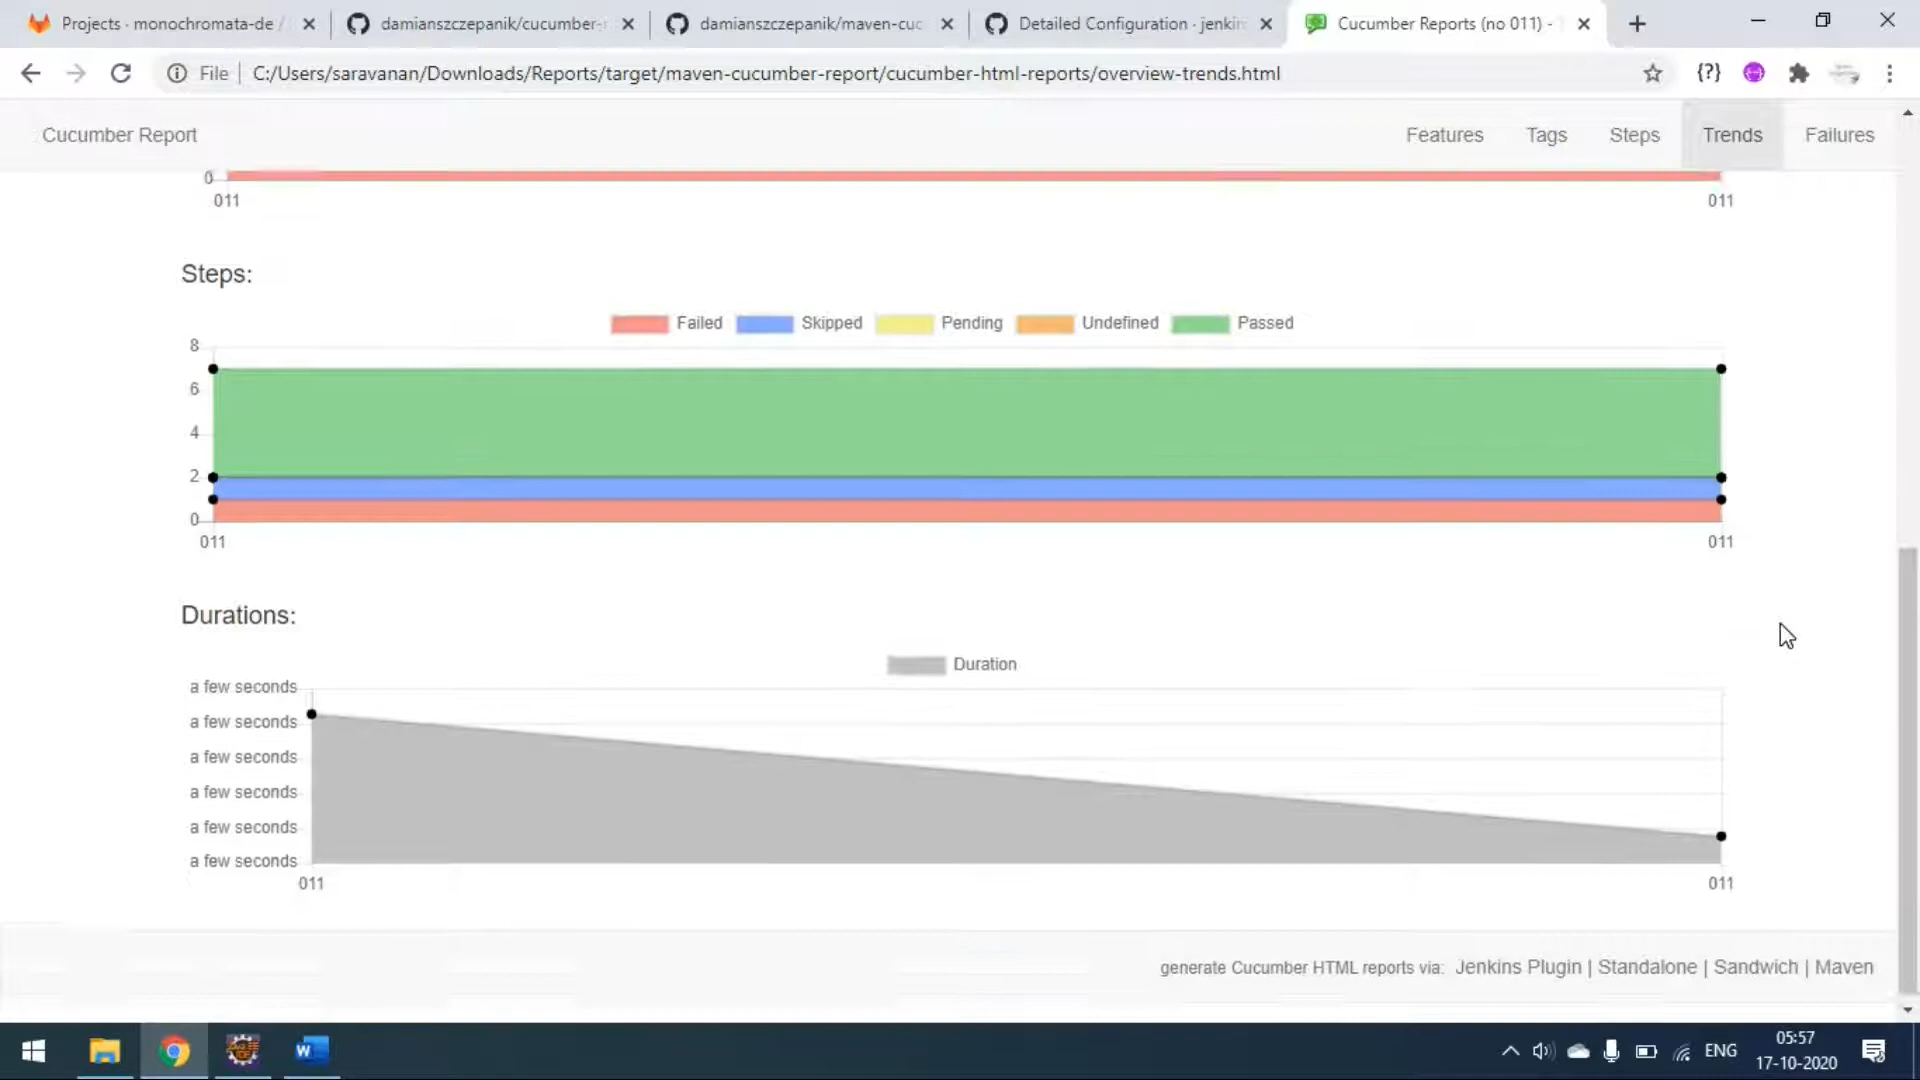 Projects · monochromata-de /
damianszczepanik/cucumber-r
damianszczepanik/maven-cuc
Detailed Configuration · jenkin
Cucumber Reports (no 011) -
File
C:/Users/saravanan/Downloads/Reports/target/maven-cucumber-report/cucumber-html-reports/overview-trends.html
{?}
Cucumber Report
Features
Tags
Steps
Trends
Failures
0
011
011
Steps:
Failed
Skipped
Pending
Undefined
Passed
8
6
4
2
0
011
011
Durations:
Duration
a few seconds
a few seconds
a few seconds
a few seconds
a few seconds
a few seconds
011
011
generate Cucumber HTML reports via: Jenkins Plugin | Standalone | Sandwich | Maven
ENG
05:57
17-10-2020